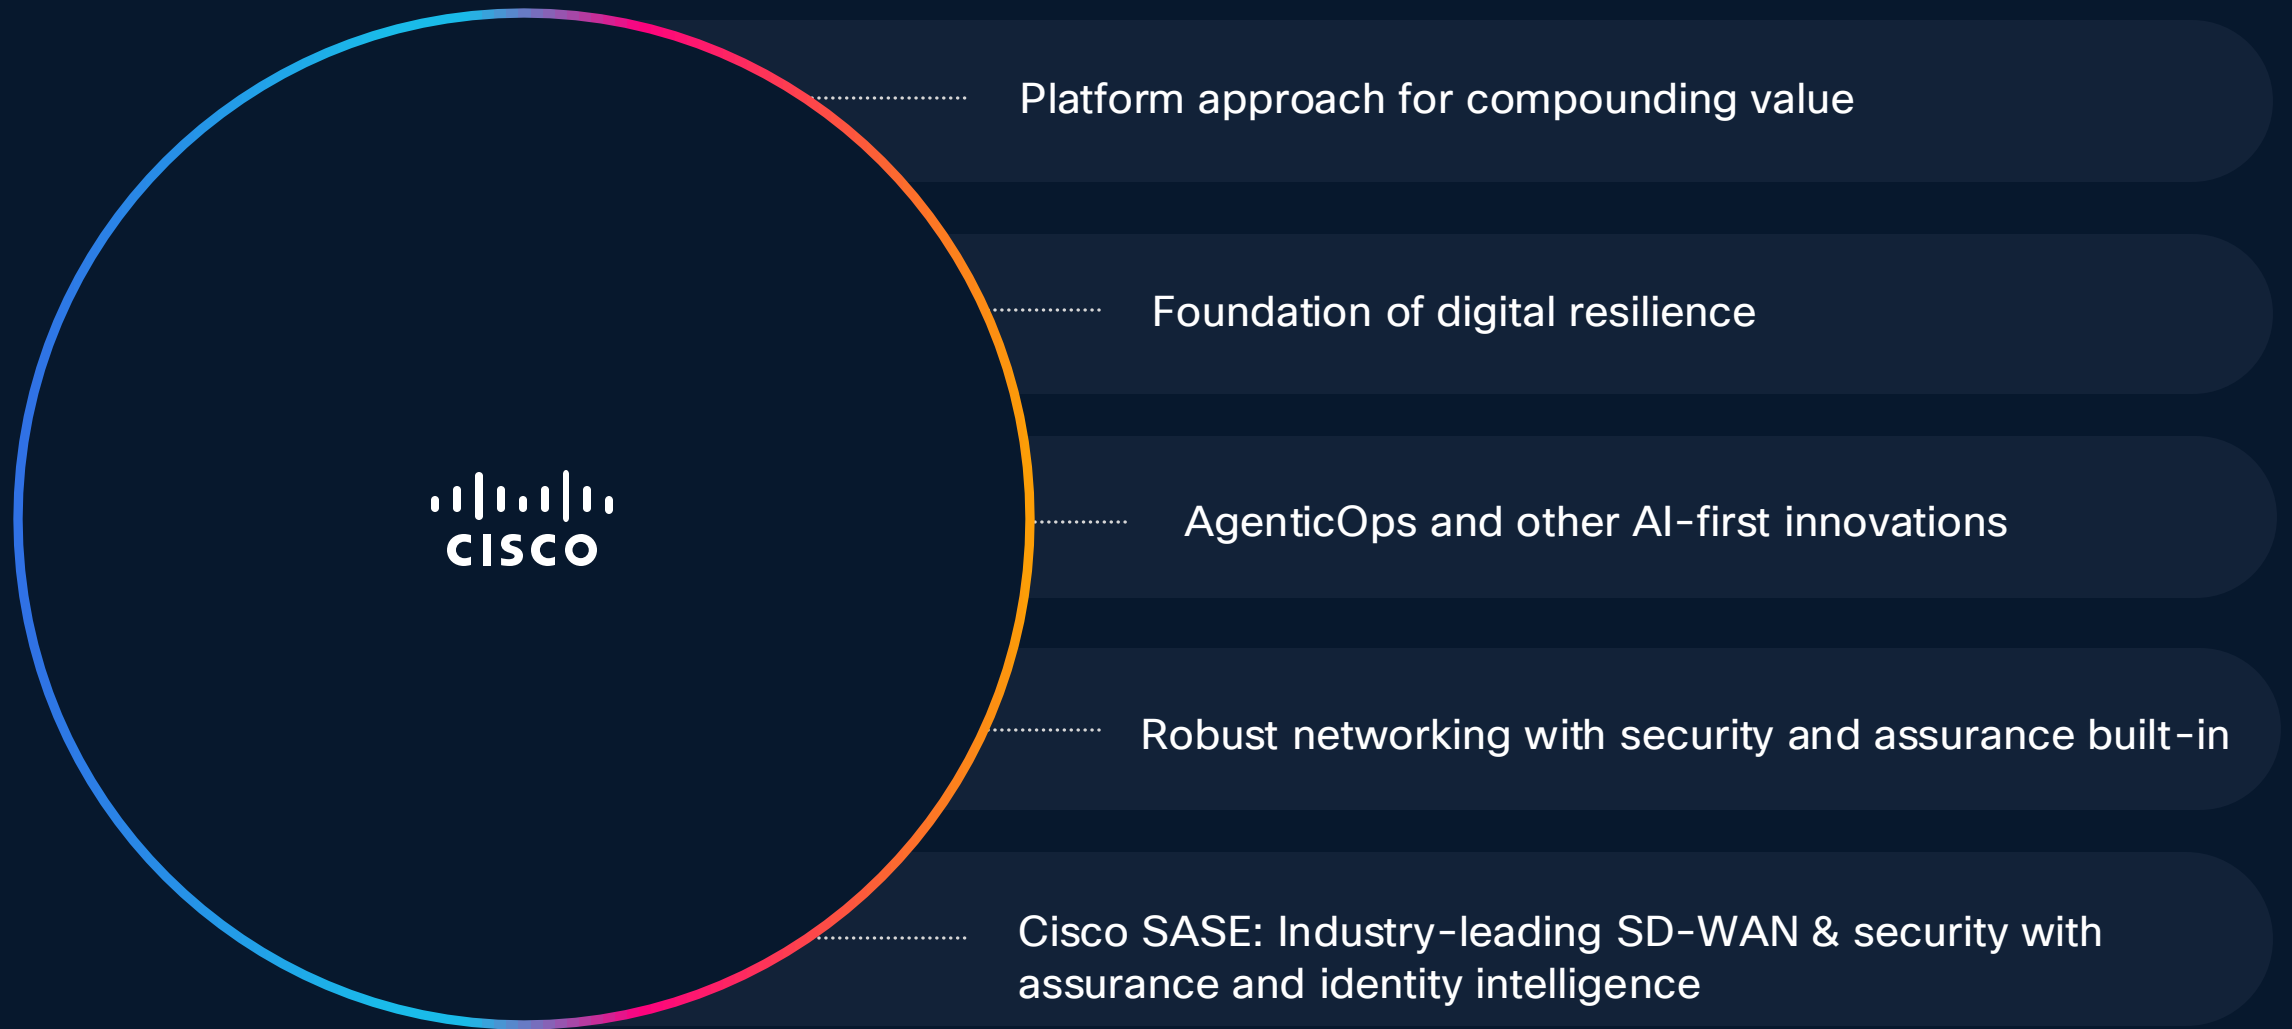 Platform approach for compounding value
Foundation of digital resilience
CISCO
AgenticOps and other AI-first innovations
Robust networking with security and assurance built-in
Cisco SASE: Industry-leading SD-WAN & security with
assurance and identity intelligence